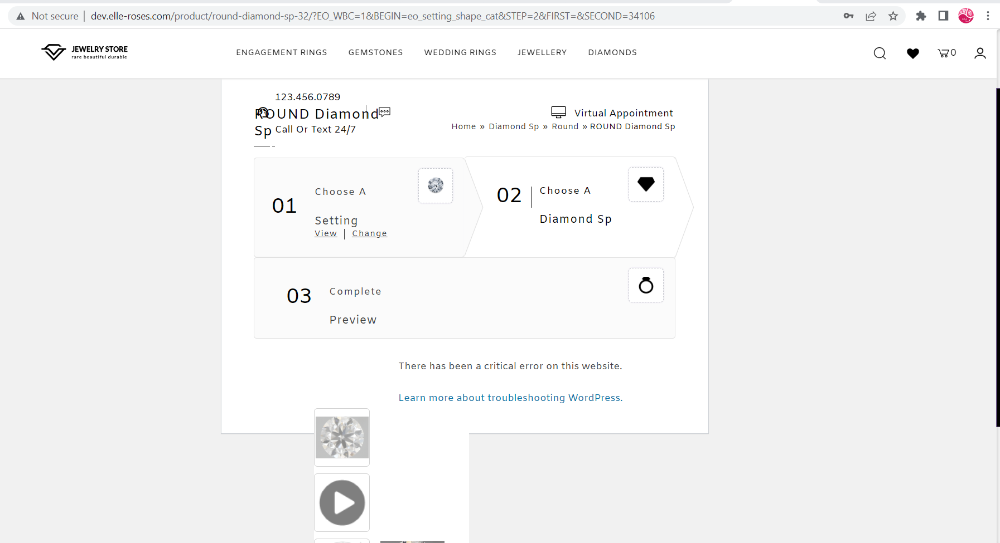 Not secure | dev.elle-roses.com/product/round-diamond-sp-32/?EO_WBC=1&BEGIN=eo_setting_shape_cat&STEP=2&FIRST=&SECOND=34106
JEWELRY STORE
rare beautiful durable
ENGAGEMENT RINGS GEMSTONES WEDDING RINGS JEWELLERY DIAMONDS
0
123.456.0789
ROUND Diamond
Sp
Call Or Text 24/7
Virtual Appointment
Home » Diamond Sp » Round » ROUND Diamond Sp
01
Choose A
Setting
View | Change
02
Choose A
Diamond Sp
03
Complete
Preview
There has been a critical error on this website.
Learn more about troubleshooting WordPress.